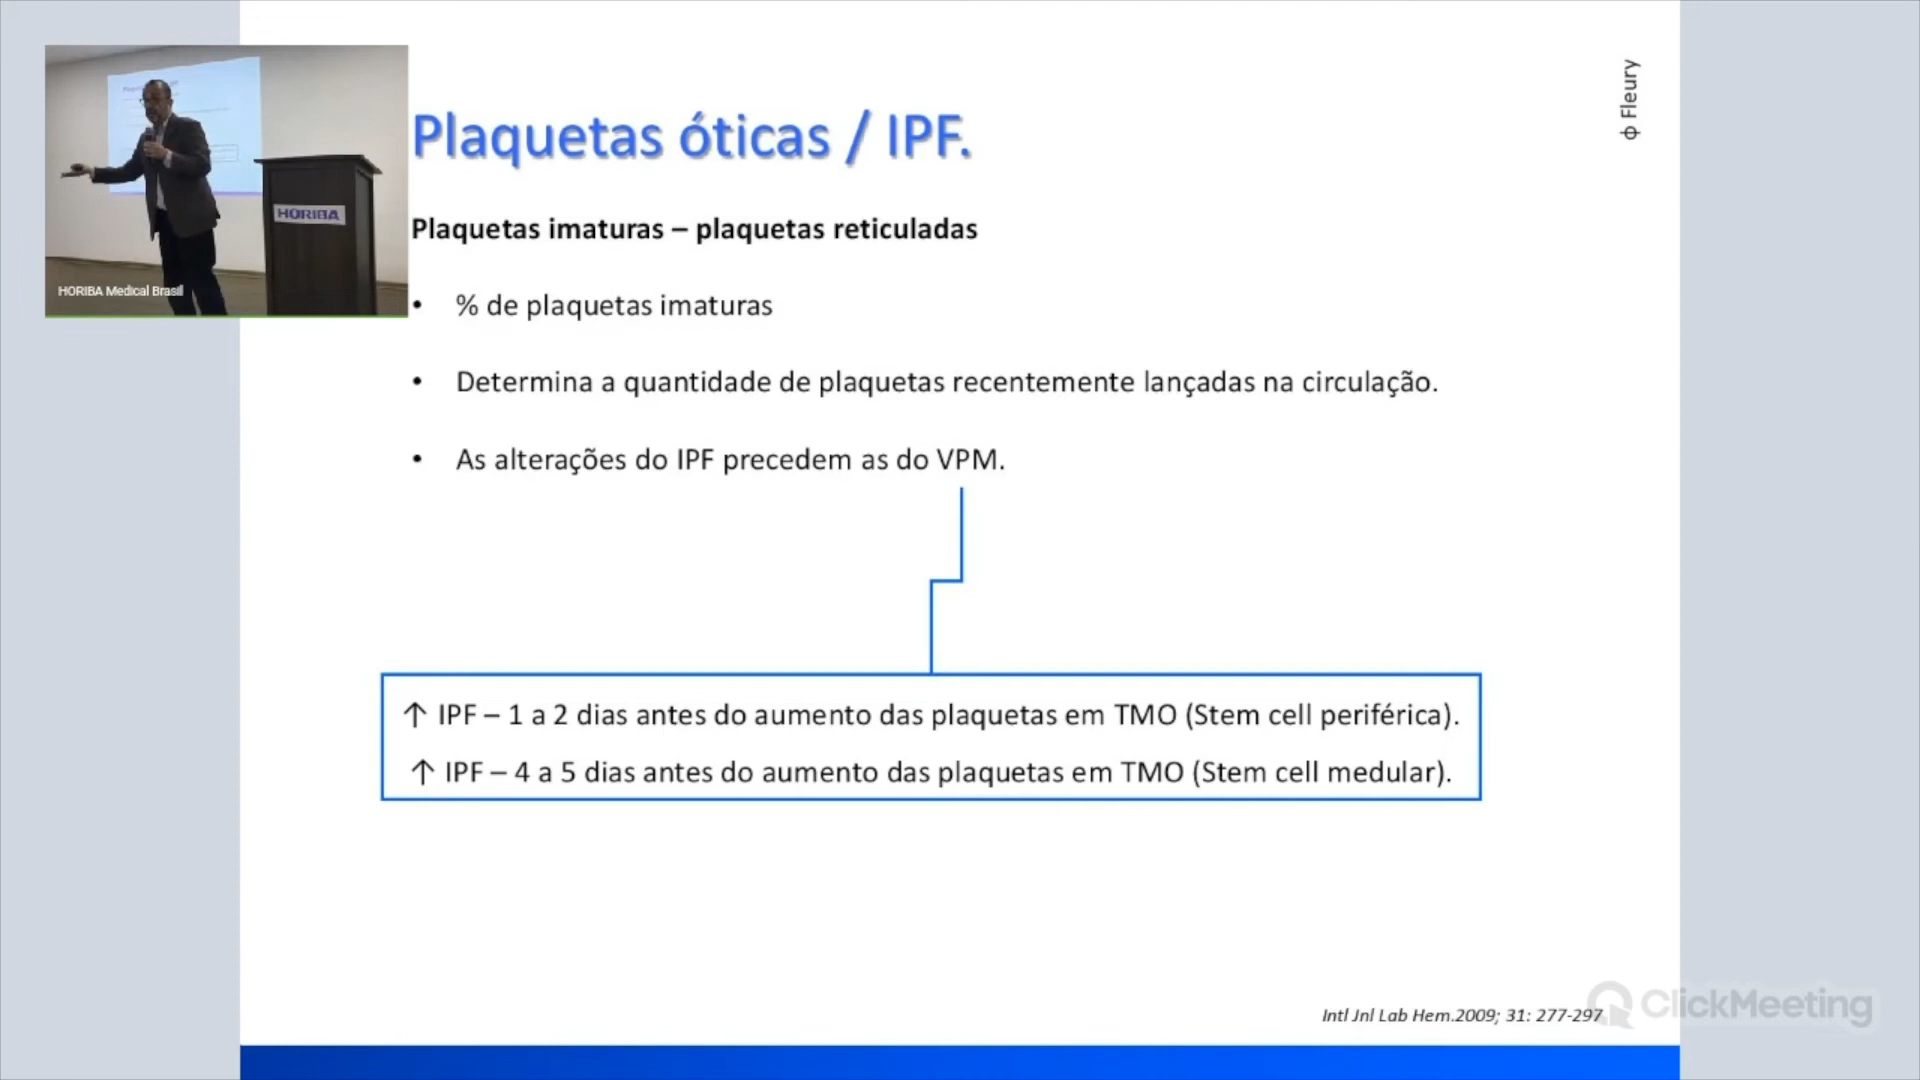 HORIBA
HORIBA Medical Brasil
Plaquetas óticas / IPF.
Fleury
Plaquetas imaturas – plaquetas reticuladas
• % de plaquetas imaturas
• Determina a quantidade de plaquetas recentemente lançadas na circulação.
• As alterações do IPF precedem as do VPM.
↑ IPF – 1 a 2 dias antes do aumento das plaquetas em TMO (Stem cell periférica).
↑ IPF – 4 a 5 dias antes do aumento das plaquetas em TMO (Stem cell medular).
Intl Jnl Lab Hem.2009; 31: 277-297
ClickMeeting